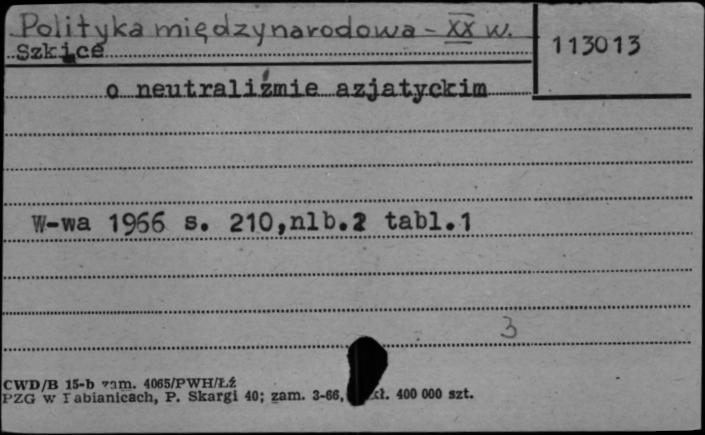 Polityka międzynarodowa - XX w.
113013
Szkice
o neutraliźmie azjatyckim
W-wa 1966 s. 210,nlb.2 tabl.1
3
CWD/B 15-b zam. 4065/PWH/Łź
PZG w Pabianicach, P. Skargi 40; zam. 3-66, kł. 400 000 szt.